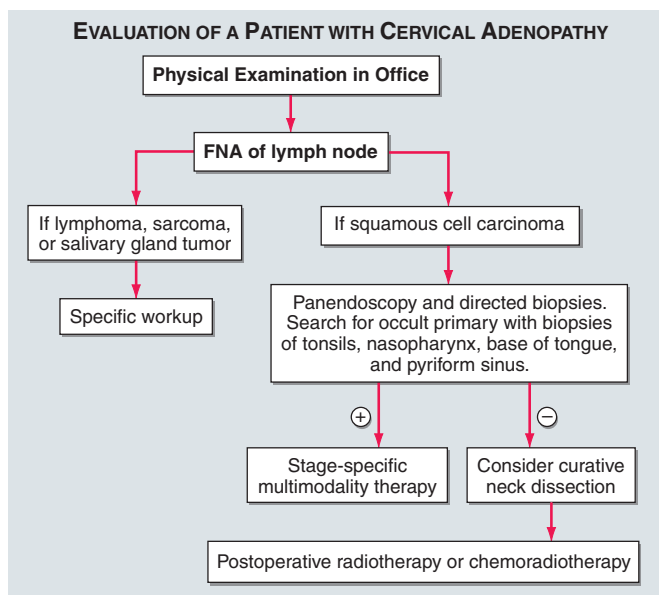 EVALUATION OF A PATIENT WITH CERVICAL ADENOPATHY
Physical Examination in Office
FNA of lymph node
If lymphoma, sarcoma,
or salivary gland tumor
Specific workup
If squamous cell carcinoma
Panendoscopy and directed biopsies.
Search for occult primary with biopsies
of tonsils, nasopharynx, base of tongue,
and pyriform sinus.
+
−
Stage-specific
multimodality therapy
Consider curative
neck dissection
Postoperative radiotherapy or chemoradiotherapy